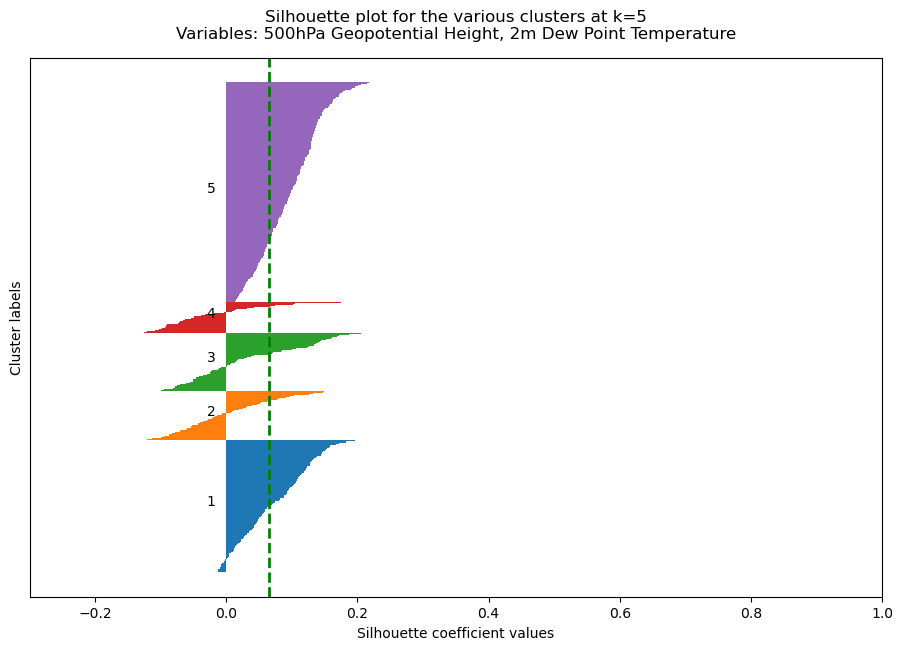 Silhouette plot for the various clusters at k=5
Variables: 500hPa Geopotential Height, 2m Dew Point Temperature
Cluster labels
5
4
3
2
1
−0.2 0.0 0.2 0.4 0.6 0.8 1.0
Silhouette coefficient values